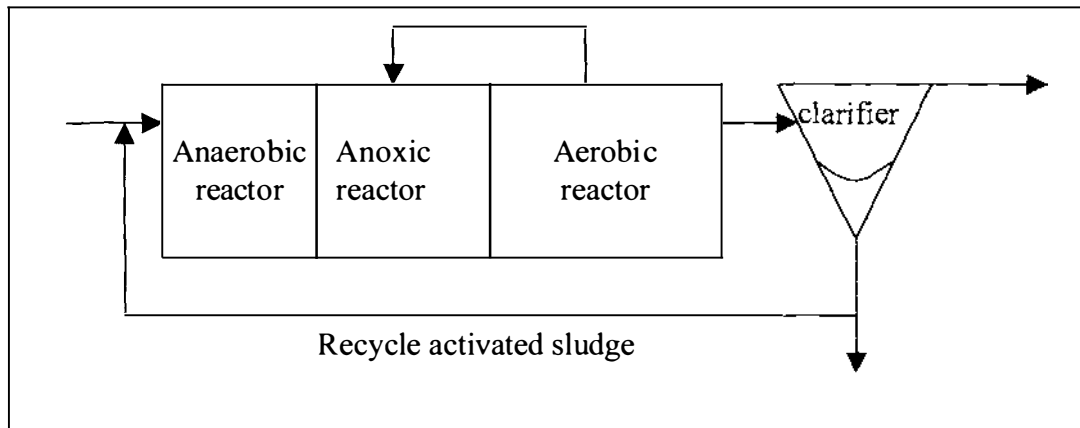 clarifier
Anaerobic
reactor
Anoxic
reactor
Aerobic
reactor
Recycle activated sludge